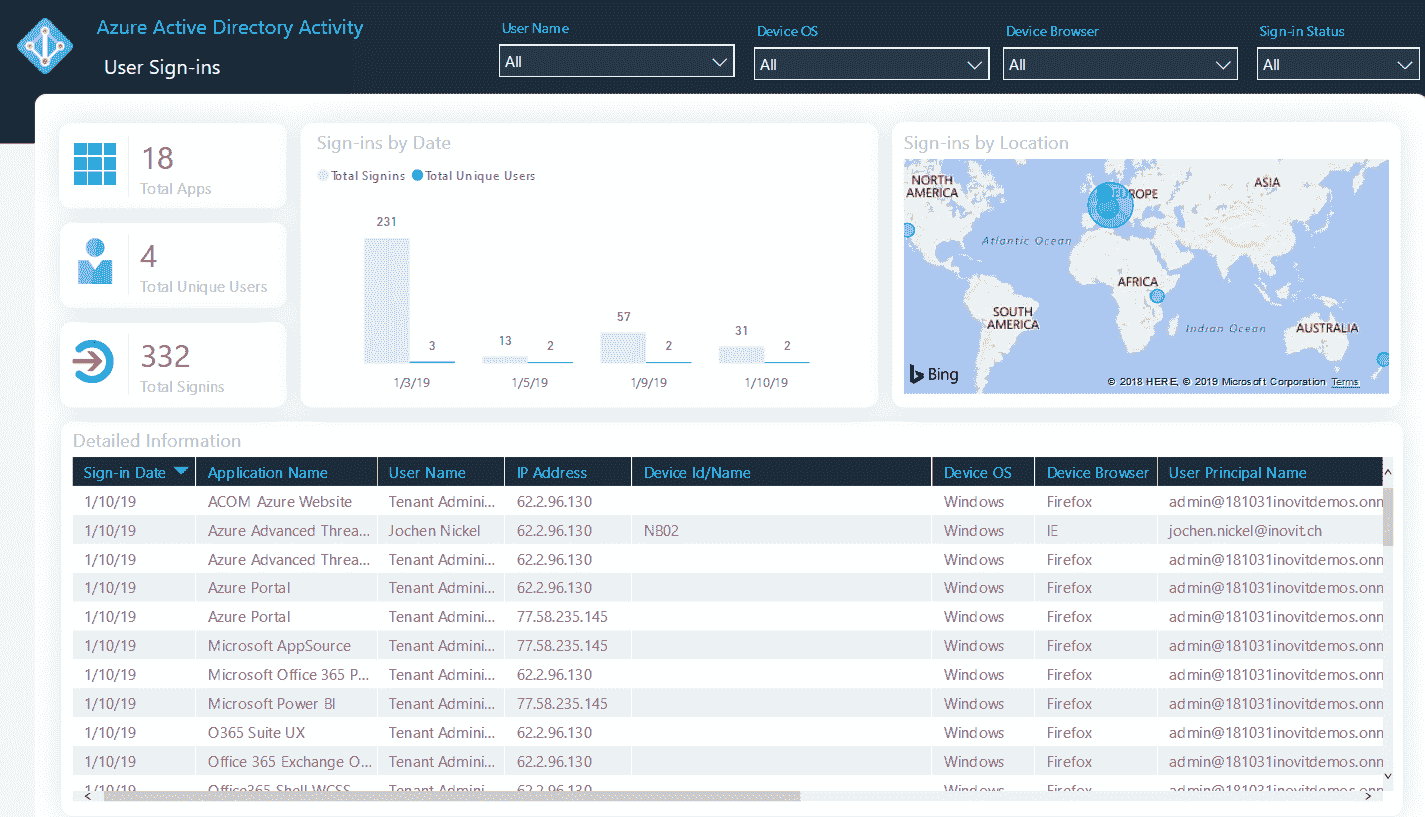 Azure Active Directory Activity
User Sign-ins
User Name
All
Device OS
All
Device Browser
All
Sign-in Status
All
18
Total Apps
4
Total Unique Users
332
Total Signins
Sign-ins by Date
Total Signins Total Unique Users
231
3
13
2
57
2
31
2
1/3/19 1/5/19 1/9/19 1/10/19
Sign-ins by Location
NORTH AMERICA
EUROPE
ASIA
Atlantic Ocean
AFRICA
SOUTH AMERICA
Indian Ocean
AUSTRALIA
Bing
© 2018 HERE, © 2019 Microsoft Corporation Terms
Detailed Information
Sign-in Date Application Name User Name IP Address Device Id/Name Device OS Device Browser User Principal Name
1/10/19 ACOM Azure Website Tenant Admini... 62.2.96.130 Windows Firefox admin@181031inovitdemos.onn
1/10/19 Azure Advanced Threa... Jochen Nickel 62.2.96.130 NB02 Windows IE jochen.nickel@inovit.ch
1/10/19 Azure Advanced Threa... Tenant Admini... 62.2.96.130 Windows Firefox admin@181031inovitdemos.onn
1/10/19 Azure Portal Tenant Admini... 62.2.96.130 Windows Firefox admin@181031inovitdemos.onn
1/10/19 Azure Portal Tenant Admini... 77.58.235.145 Windows Firefox admin@181031inovitdemos.onn
1/10/19 Microsoft AppSource Tenant Admini... 77.58.235.145 Windows Firefox admin@181031inovitdemos.onn
1/10/19 Microsoft Office 365 P... Tenant Admini... 62.2.96.130 Windows Firefox admin@181031inovitdemos.onn
1/10/19 Microsoft Power BI Tenant Admini... 77.58.235.145 Windows Firefox admin@181031inovitdemos.onn
1/10/19 O365 Suite UX Tenant Admini... 62.2.96.130 Windows Firefox admin@181031inovitdemos.onn
1/10/19 Office 365 Exchange O... Tenant Admini... 62.2.96.130 Windows Firefox admin@181031inovitdemos.onn
1/10/19 Office365 Shell WCSS... Tenant Admini... 62.2.96.130 Windows Firefox admin@181031inovitdemos.onn